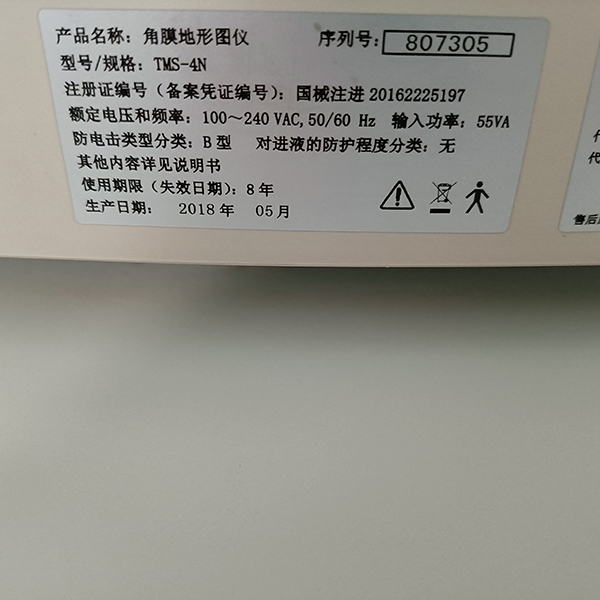 产品名称: 角膜地形图仪 序列号: 807305
型号/规格: TMS-4N
注册证编号(备案凭证编号): 国械注进 20162225197
额定电压和频率: 100~240 VAC, 50/60 Hz 输入功率: 55VA
防电击类型分类: B 型 对进液的防护程度分类: 无
其他内容详见说明书
使用期限(失效日期): 8 年
生产日期: 2018 年 05 月
代
售后